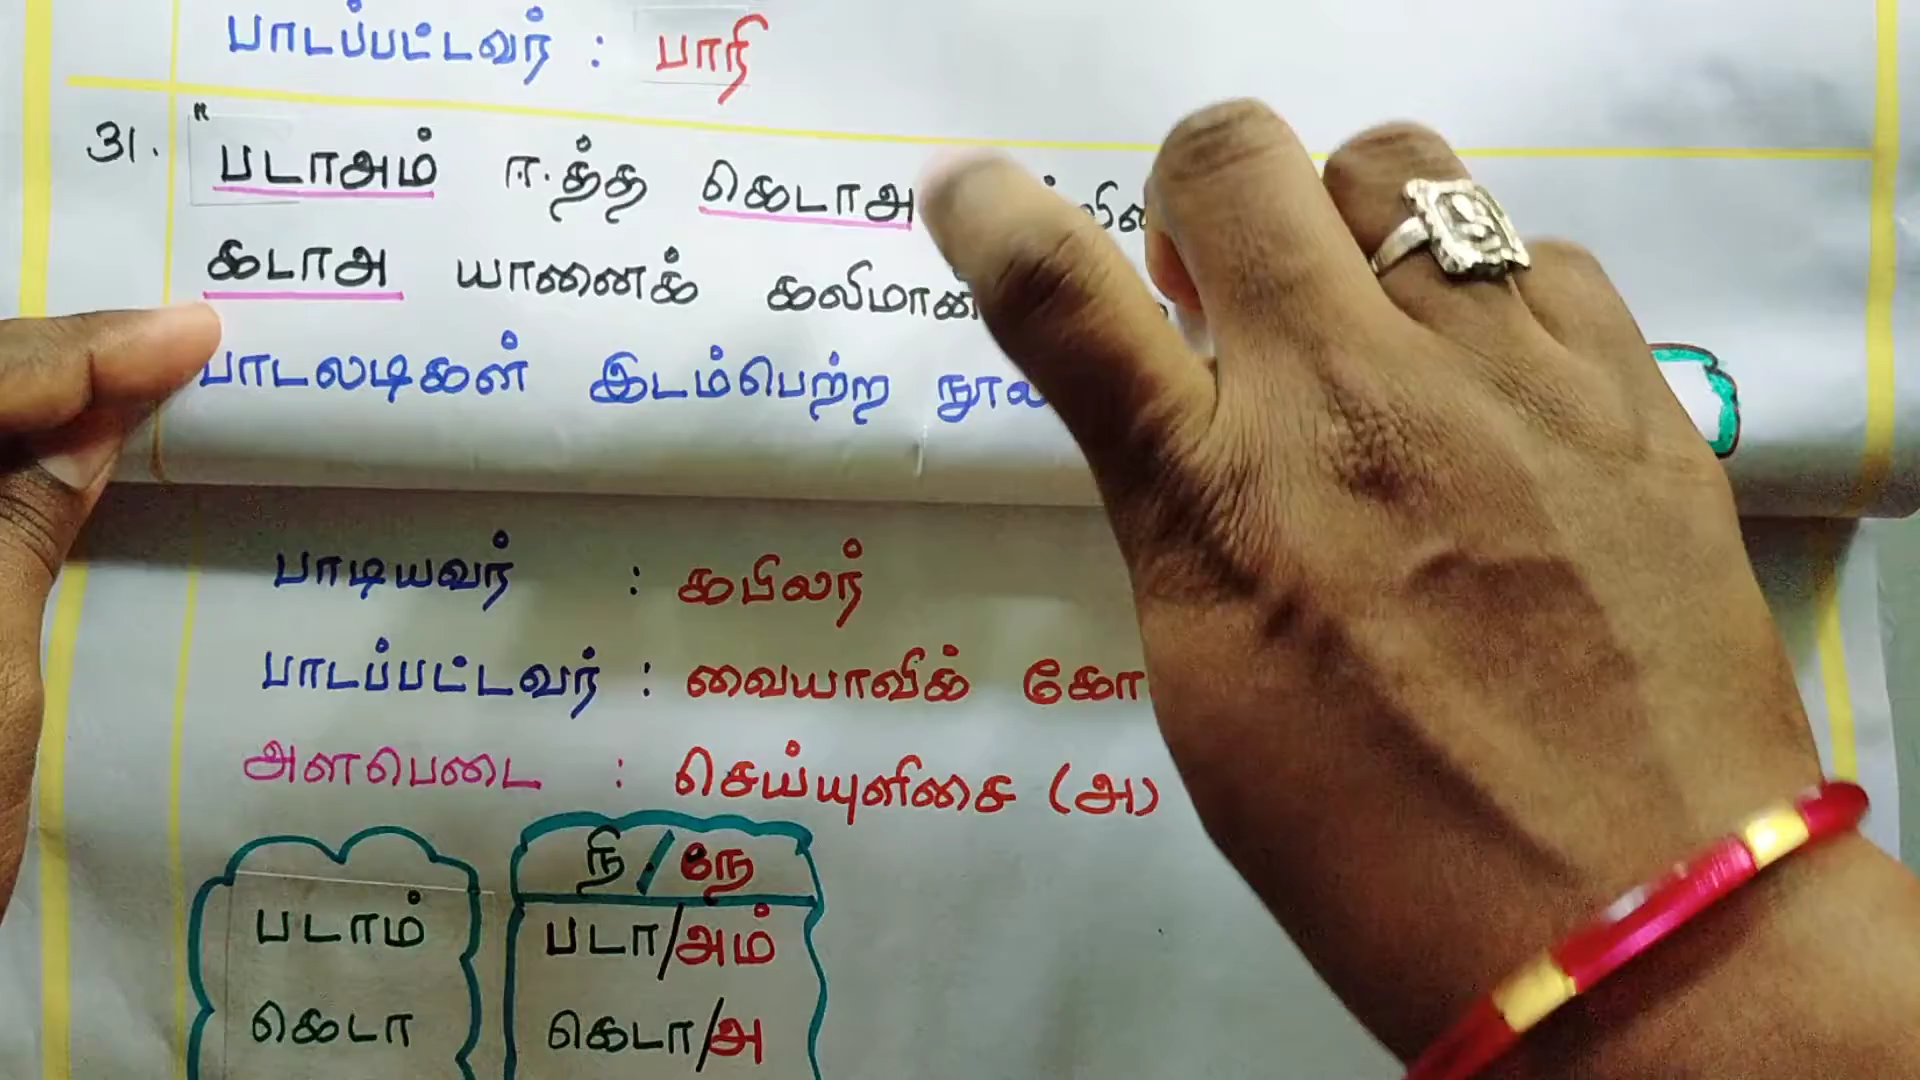 பாடப்பட்டவர் : பாரி
31. "படாஅம் ஈத்த கெடாஅ
கடாஅ யானைக் கலிமான்
பாடலடிகள் இடம்பெற்ற
பாடியவர் : கபிலர்
பாடப்பட்டவர் : வையாவிக் கோ
அளபெடை : செய்யுளிசை (அ)
நி / நே
படாம் படா/அம்
கெடா கெடா/அ